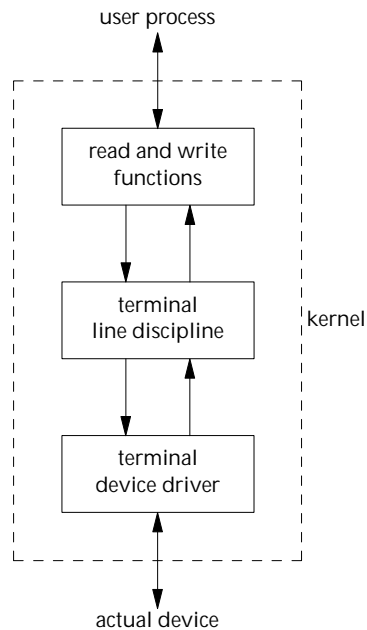 user process
read and write
functions
terminal
line discipline
kernel
terminal
device driver
actual device